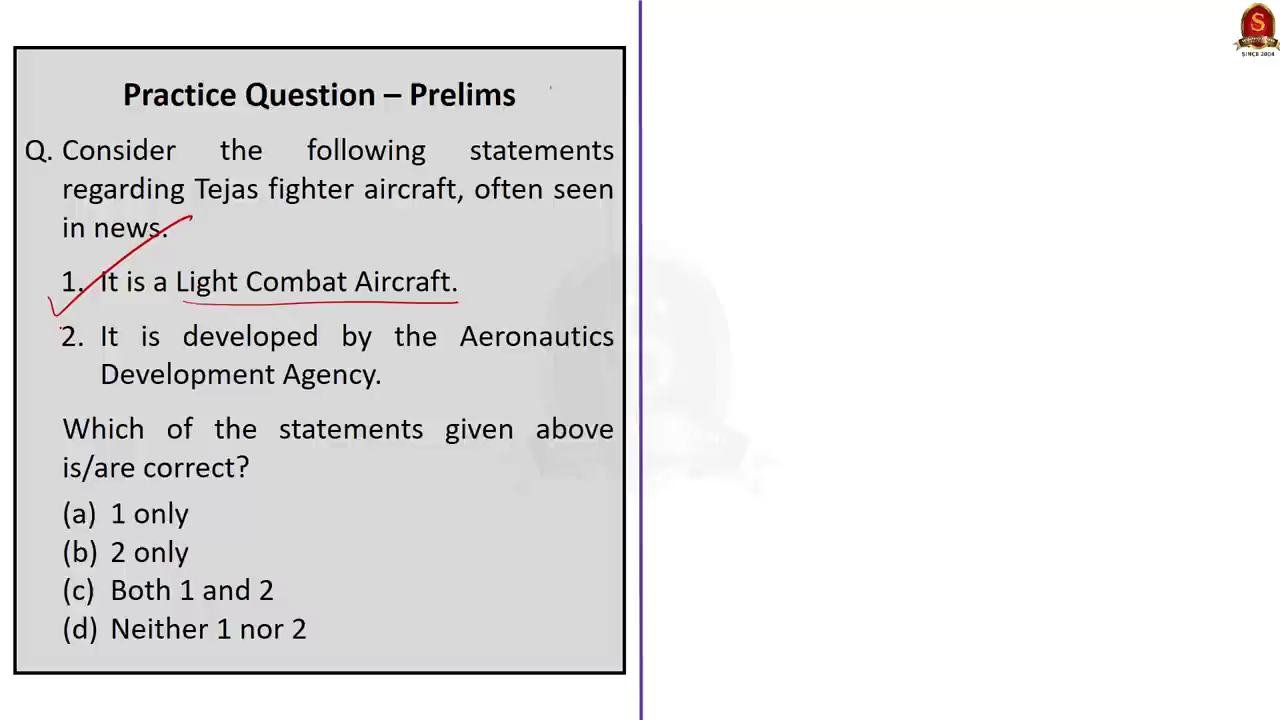 S
SINCE 2004
Practice Question – Prelims
Q. Consider the following statements
regarding Tejas fighter aircraft, often seen
in news.
1. It is a Light Combat Aircraft.
2. It is developed by the Aeronautics
Development Agency.
Which of the statements given above
is/are correct?
(a) 1 only
(b) 2 only
(c) Both 1 and 2
(d) Neither 1 nor 2